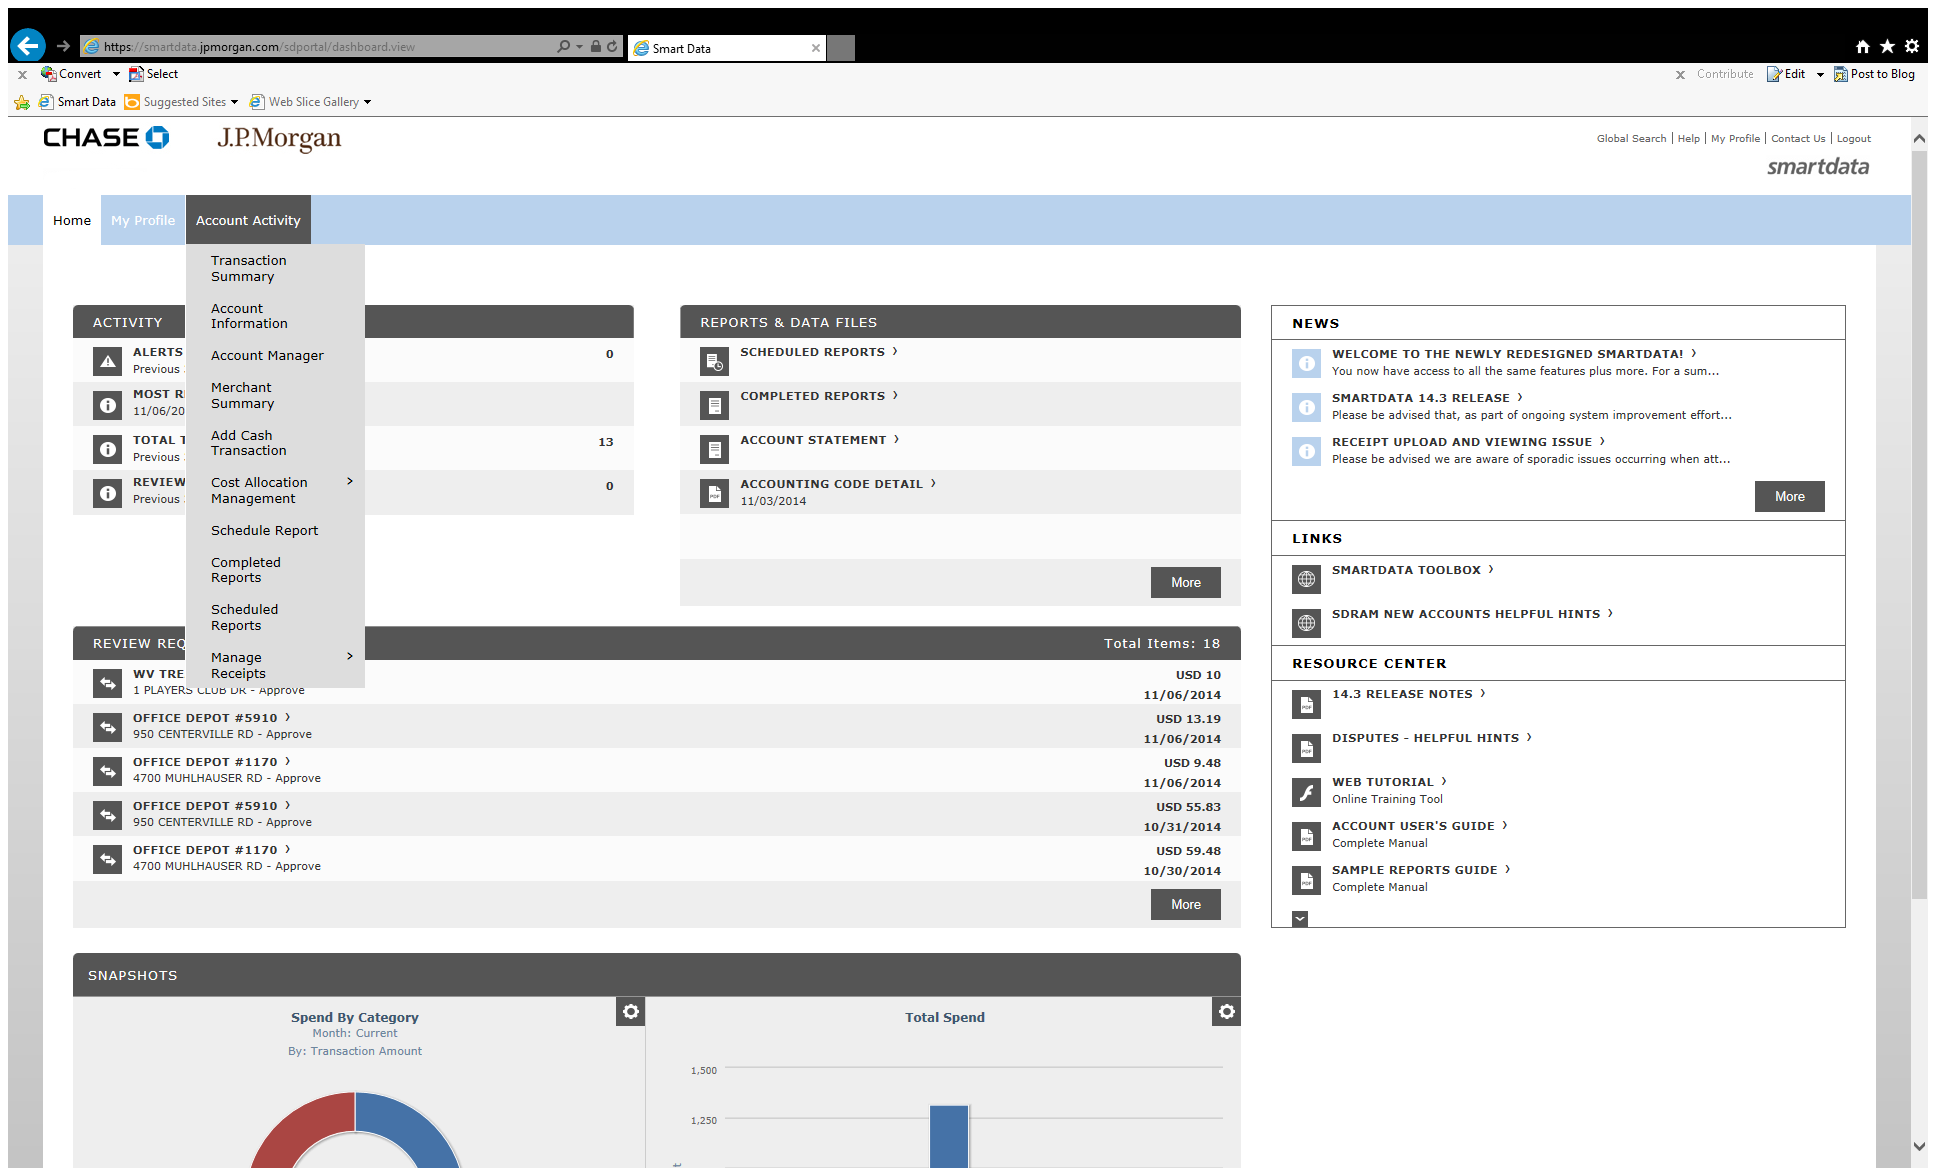 https://smartdata.jpmorgan.com/sdportal/dashboard.view
Smart Data
Convert
Select
Contribute
Edit
Post to Blog
Smart Data
Suggested Sites
Web Slice Gallery
CHASE
J.P.Morgan
Global Search | Help | My Profile | Contact Us | Logout
smartdata
Home
My Profile
Account Activity
Transaction
Summary
Account
Information
Account Manager
Merchant
Summary
Add Cash
Transaction
Cost Allocation
Management
Schedule Report
Completed
Reports
Scheduled
Reports
Manage
Receipts
ACTIVITY
ALERTS
0
Previous
MOST R
11/06/20
TOTAL T
13
Previous
REVIEW
0
Previous
REPORTS & DATA FILES
SCHEDULED REPORTS
COMPLETED REPORTS
ACCOUNT STATEMENT
ACCOUNTING CODE DETAIL
11/03/2014
More
NEWS
WELCOME TO THE NEWLY REDESIGNED SMARTDATA!
You now have access to all the same features plus more. For a sum...
SMARTDATA 14.3 RELEASE
Please be advised that, as part of ongoing system improvement effort...
RECEIPT UPLOAD AND VIEWING ISSUE
Please be advised we are aware of sporadic issues occurring when att...
More
LINKS
SMARTDATA TOOLBOX
SDRAM NEW ACCOUNTS HELPFUL HINTS
RESOURCE CENTER
14.3 RELEASE NOTES
DISPUTES - HELPFUL HINTS
WEB TUTORIAL
Online Training Tool
ACCOUNT USER'S GUIDE
Complete Manual
SAMPLE REPORTS GUIDE
Complete Manual
REVIEW REQ
Total Items: 18
WV TRE
USD 10
1 PLAYERS CLUB DR - Approve
11/06/2014
OFFICE DEPOT #5910
USD 13.19
950 CENTERVILLE RD - Approve
11/06/2014
OFFICE DEPOT #1170
USD 9.48
4700 MUHLHAUSER RD - Approve
11/06/2014
OFFICE DEPOT #5910
USD 55.83
950 CENTERVILLE RD - Approve
10/31/2014
OFFICE DEPOT #1170
USD 59.48
4700 MUHLHAUSER RD - Approve
10/30/2014
More
SNAPSHOTS
Spend By Category
Month: Current
By: Transaction Amount
Total Spend
1,500
1,250